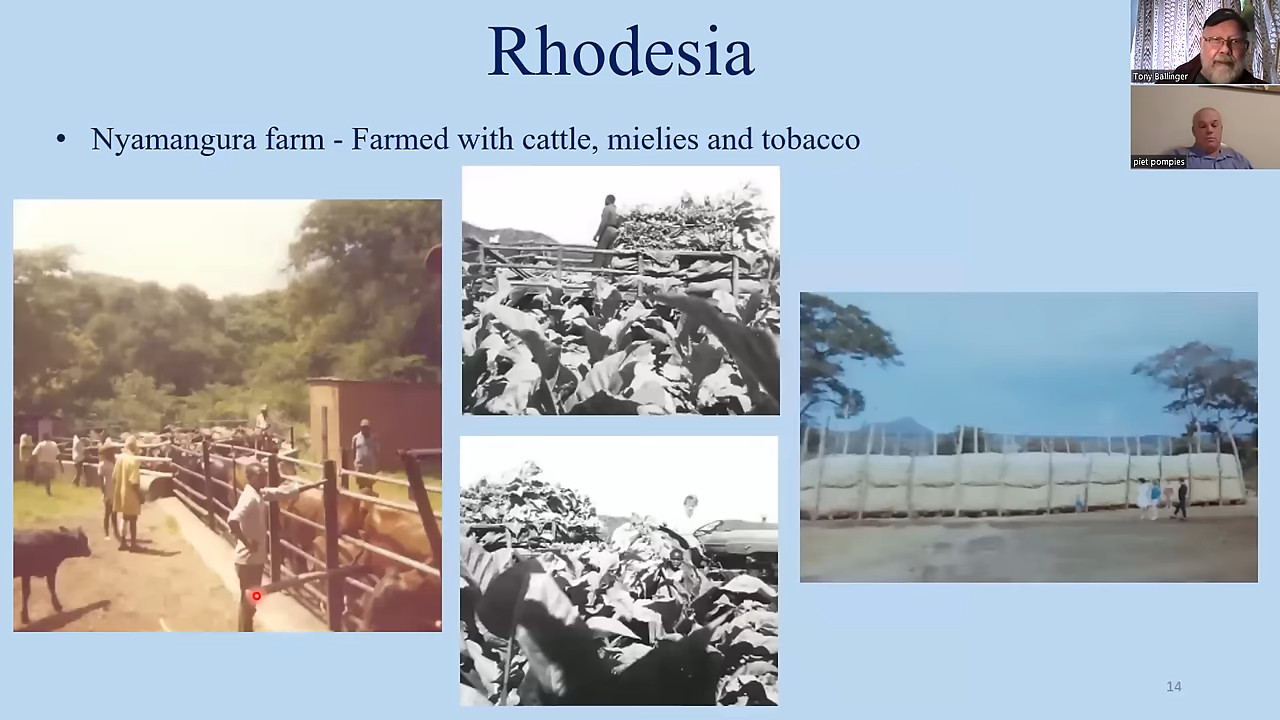 Rhodesia
• Nyamangura farm - Farmed with cattle, mielies and tobacco
Tony Ballinger
piet pompies
14